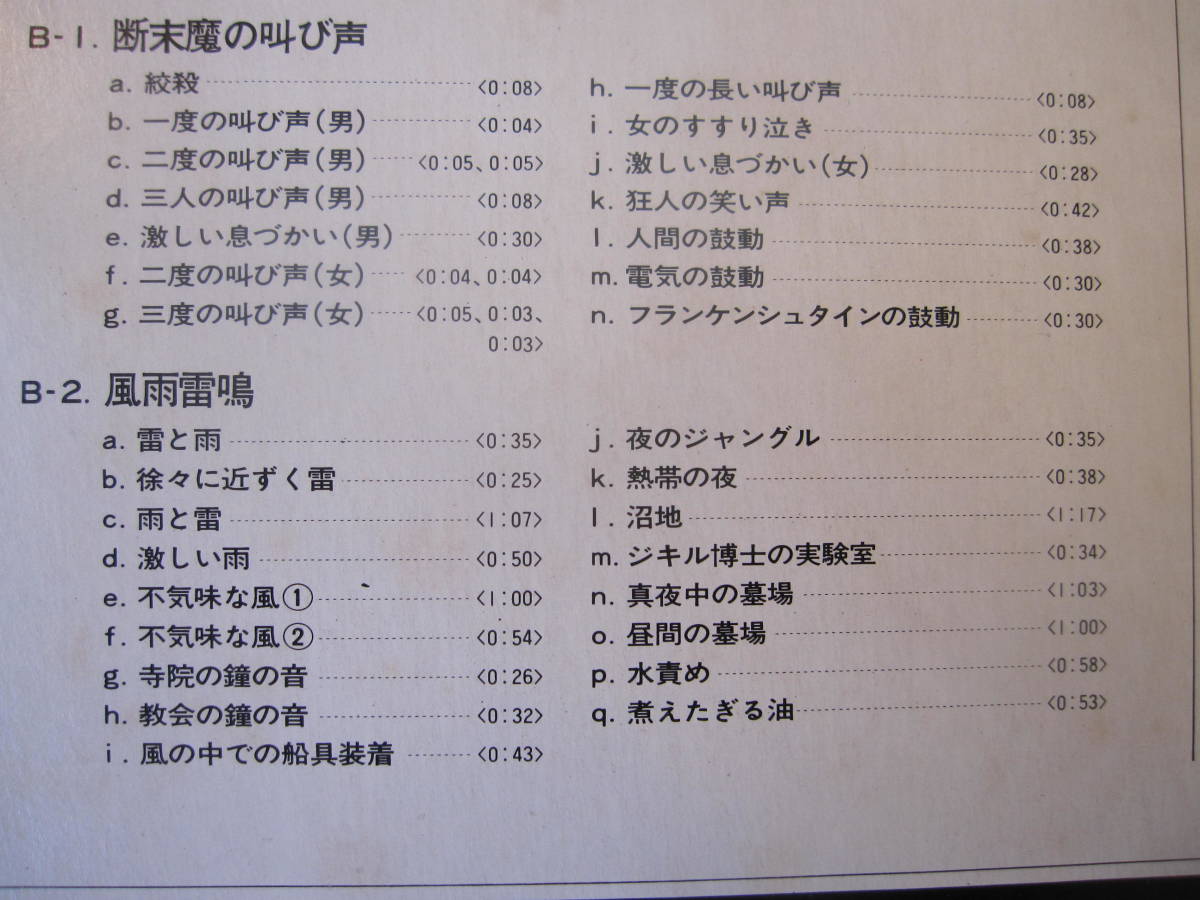 B-1. 断末魔の叫び声
a. 絞殺 <0:08>
b. 一度の叫び声(男) <0:04>
c. 二度の叫び声(男) <0:05、0:05>
d. 三人の叫び声(男) <0:08>
e. 激しい息づかい(男) <0:30>
f. 二度の叫び声(女) <0:04、0:04>
g. 三度の叫び声(女) <0:05、0:03、
0:03>
h. 一度の長い叫び声 <0:08>
i. 女のすすり泣き <0:35>
j. 激しい息づかい(女) <0:28>
k. 狂人の笑い声 <0:42>
l. 人間の鼓動 <0:38>
m. 電気の鼓動 <0:30>
n. フランケンシュタインの鼓動 <0:30>
B-2. 風雨雷鳴
a. 雷と雨 <0:35>
b. 徐々に近ずく雷 <0:25>
c. 雨と雷 <1:07>
d. 激しい雨 <0:50>
e. 不気味な風① <1:00>
f. 不気味な風② <0:54>
g. 寺院の鐘の音 <0:26>
h. 教会の鐘の音 <0:32>
i. 風の中での船具装着 <0:43>
j. 夜のジャングル <0:35>
k. 熱帯の夜 <0:38>
l. 沼地 <1:17>
m. ジキル博士の実験室 <0:34>
n. 真夜中の墓場 <1:03>
o. 昼間の墓場 <1:00>
p. 水責め <0:58>
q. 煮えたぎる油 <0:53>